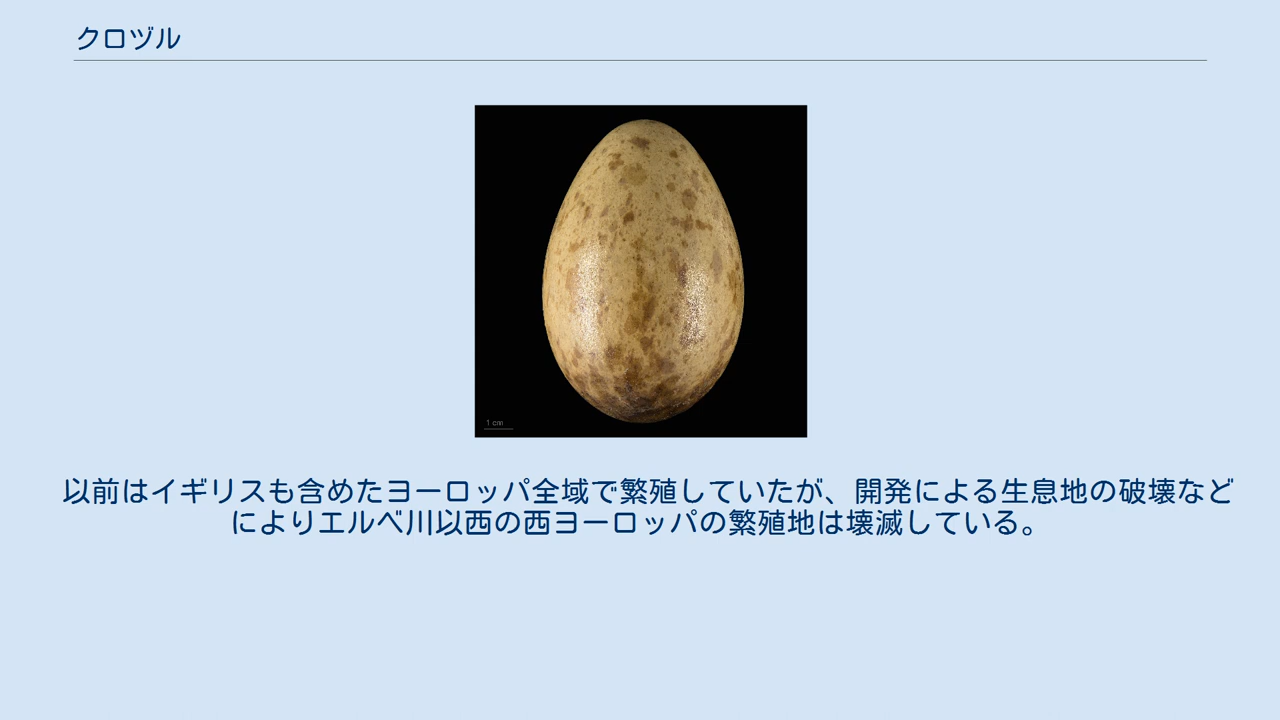 クロヅル
1 cm
以前はイギリスも含めたヨーロッパ全域で繁殖していたが、開発による生息地の破壊など
によりエルベ川以西の西ヨーロッパの繁殖地は壊滅している。